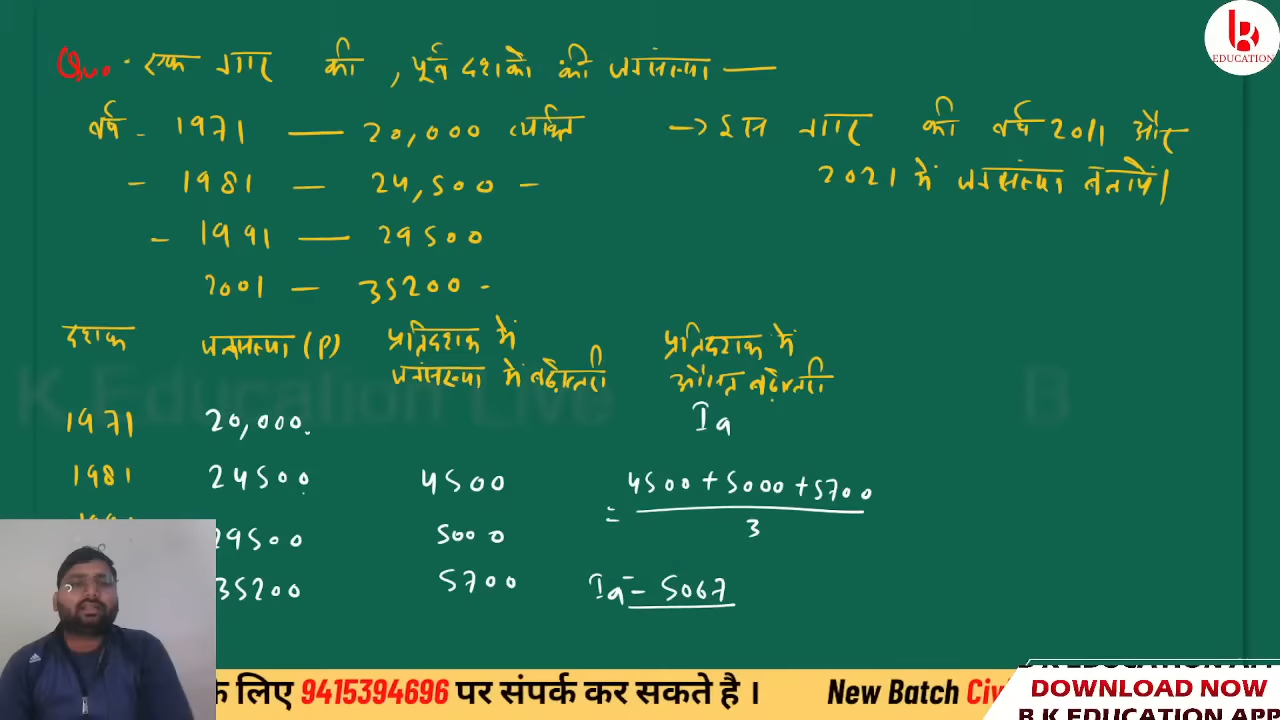 Que. एक नगर की , पूर्व दशको की जनसंख्या —
वर्ष - 1971 — 20,000 व्यक्ति
- 1981 — 24,500 -
- 1991 — 29500
2001 — 35200 -
→ इस नगर की वर्ष 2011 और
2021 में जनसंख्या बतायें।
दशक जनसंख्या (P) प्रतिदशक में जनसंख्या में बढ़ोत्तरी प्रतिदशक में औसत बढ़ोत्तरी
1971 20,000. Ia
1981 24500 4500 = 4500 + 5000 + 5700 / 3
29500 5000
35200 5700 Ia = 5067
K Education Live B
B EDUCATION
के लिए 9415394696 पर संपर्क कर सकते है । New Batch Civi
DOWNLOAD NOW
B K EDUCATION APP